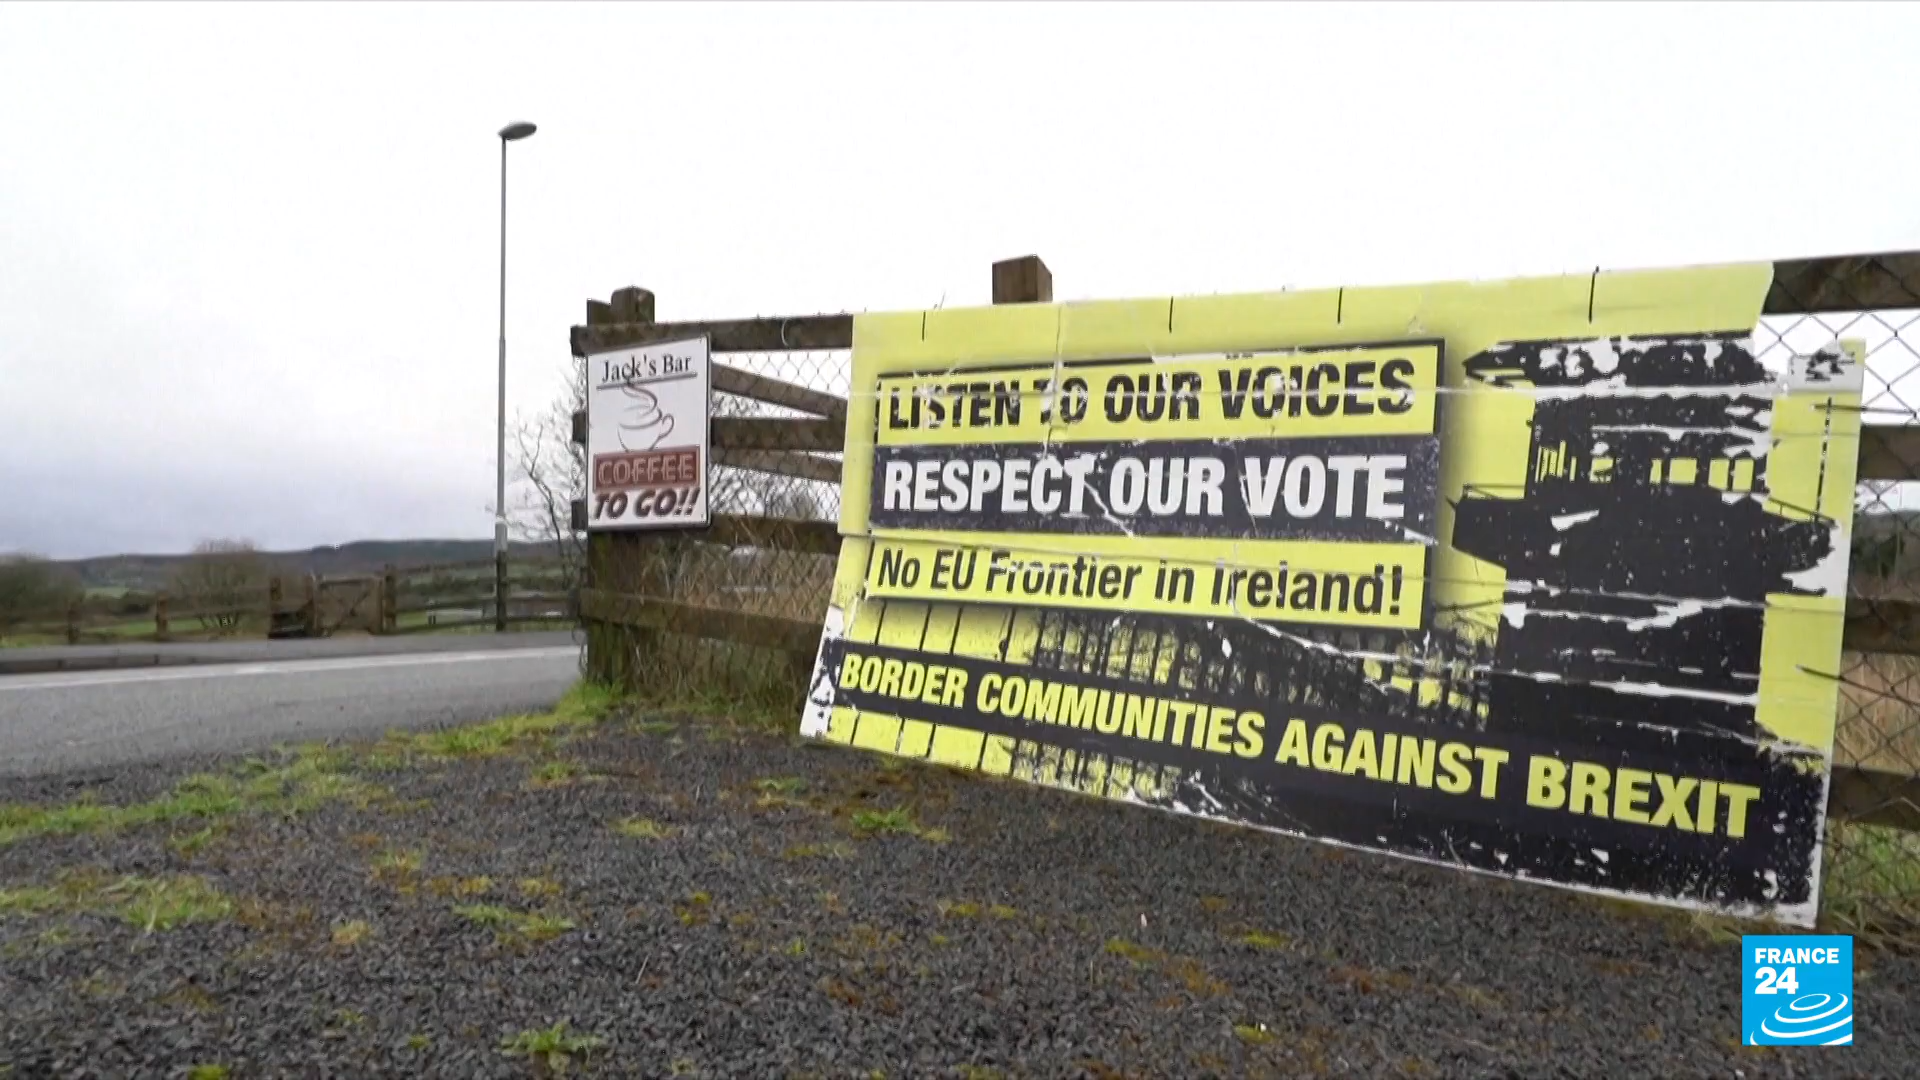 Jack's Bar
COFFEE
TO GO!!
LISTEN TO OUR VOICES
RESPECT OUR VOTE
No EU Frontier in Ireland!
BORDER COMMUNITIES AGAINST BREXIT
FRANCE
24